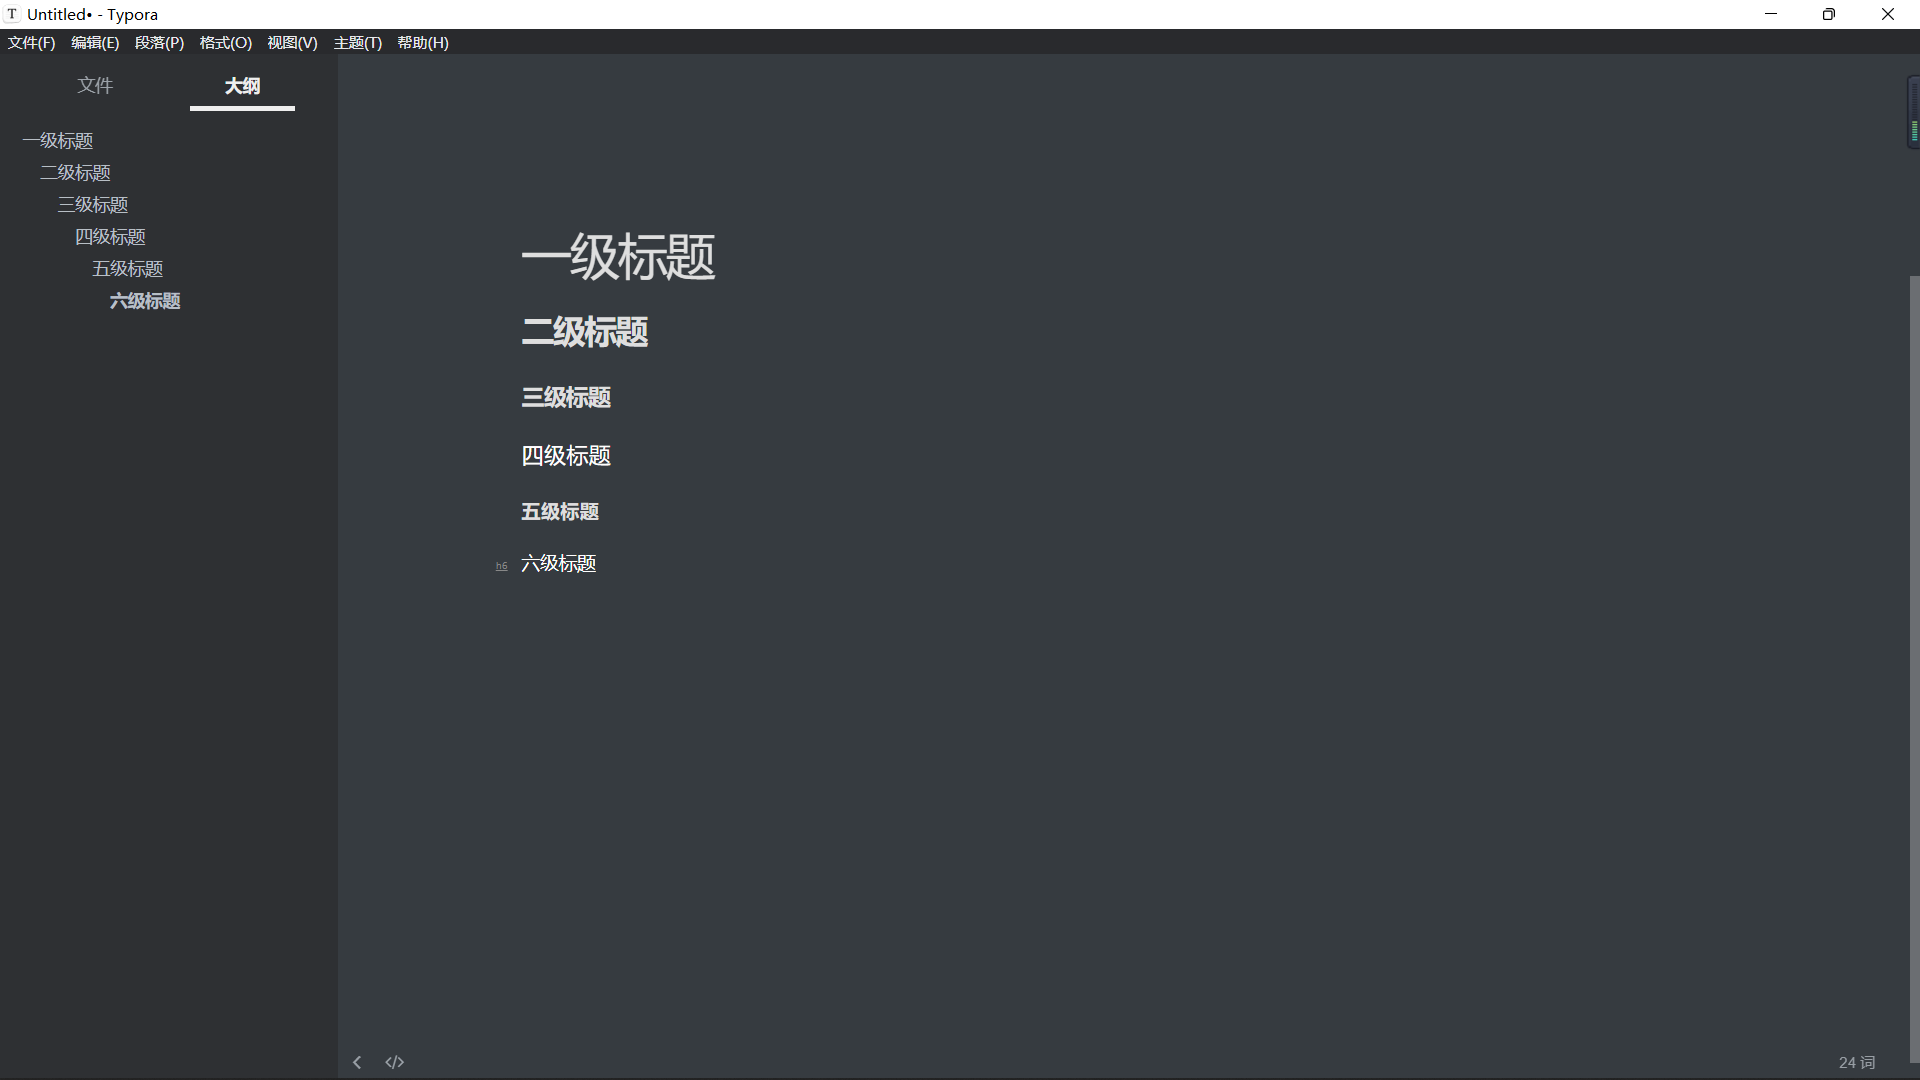 T Untitled• - Typora
文件(F) 编辑(E) 段落(P) 格式(O) 视图(V) 主题(T) 帮助(H)
文件 大纲
一级标题
二级标题
三级标题
四级标题
五级标题
六级标题
一级标题
二级标题
三级标题
四级标题
五级标题
h6 六级标题
</> 24 词